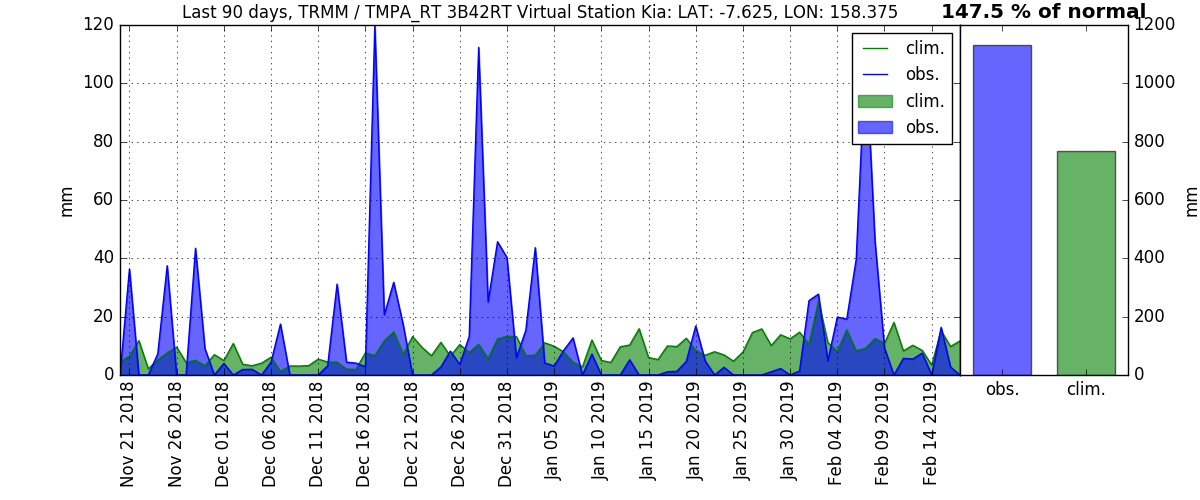 Last 90 days, TRMM / TMPA_RT 3B42RT Virtual Station Kia: LAT: -7.625, LON: 158.375
147.5 % of normal
mm
120
100
80
60
40
20
0
clim.
obs.
clim.
obs.
Nov 21 2018
Nov 26 2018
Dec 01 2018
Dec 06 2018
Dec 11 2018
Dec 16 2018
Dec 21 2018
Dec 26 2018
Dec 31 2018
Jan 05 2019
Jan 10 2019
Jan 15 2019
Jan 20 2019
Jan 25 2019
Jan 30 2019
Feb 04 2019
Feb 09 2019
Feb 14 2019
1200
1000
800
600
400
200
0
mm
obs.
clim.